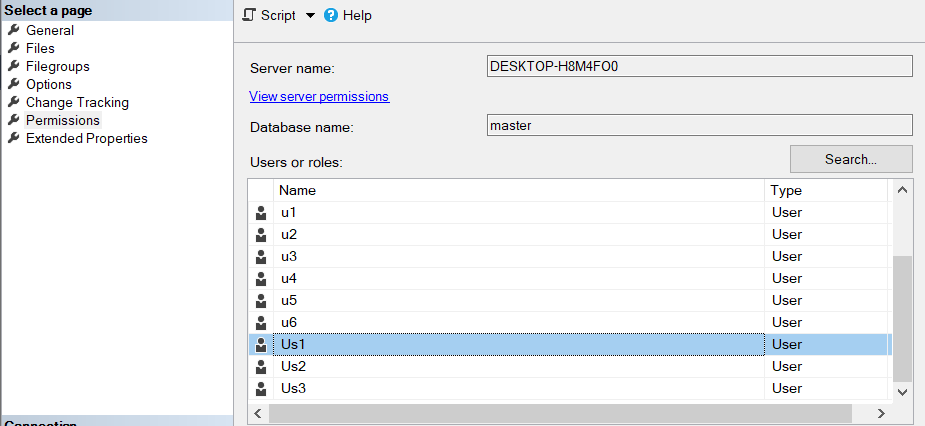 Select a page
General
Files
Filegroups
Options
Change Tracking
Permissions
Extended Properties
Script Help
Server name: DESKTOP-H8M4FO0
View server permissions
Database name: master
Users or roles: Search...
Name Type
u1 User
u2 User
u3 User
u4 User
u5 User
u6 User
Us1 User
Us2 User
Us3 User
Connection